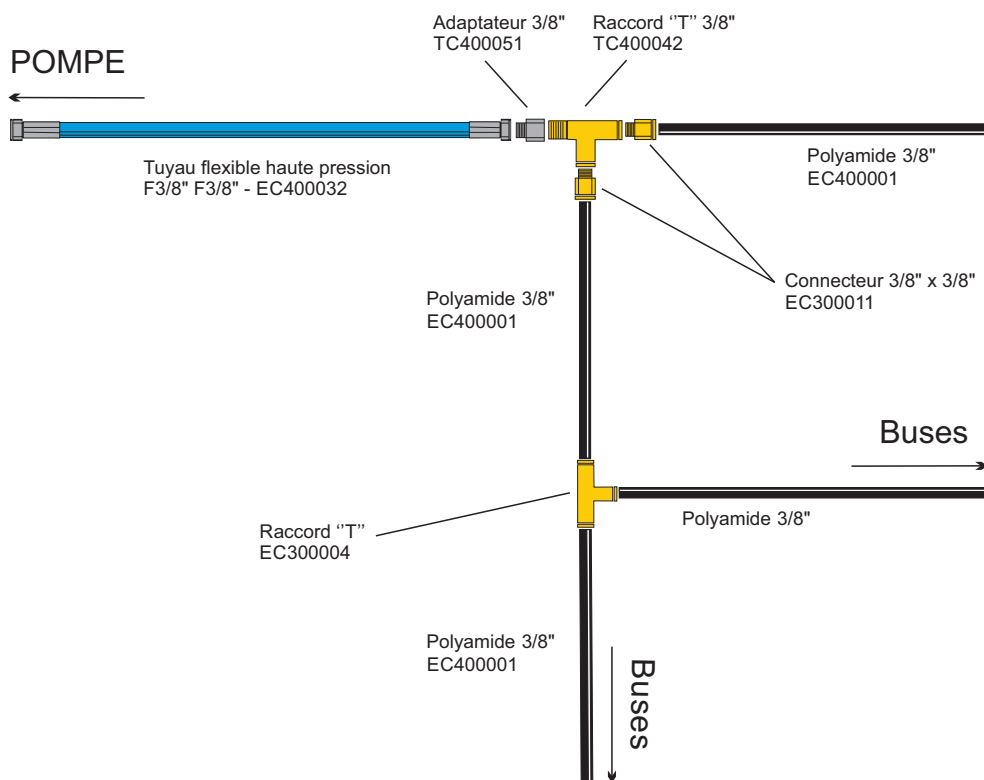 Adaptateur 3/8"
TC400051
Raccord ‘‘T’’ 3/8"
TC400042
POMPE
Tuyau flexible haute pression
F3/8" F3/8" - EC400032
Polyamide 3/8"
EC400001
Connecteur 3/8" x 3/8"
EC300011
Polyamide 3/8"
EC400001
Buses
Polyamide 3/8"
Raccord ‘‘T’’
EC300004
Polyamide 3/8"
EC400001
Buses